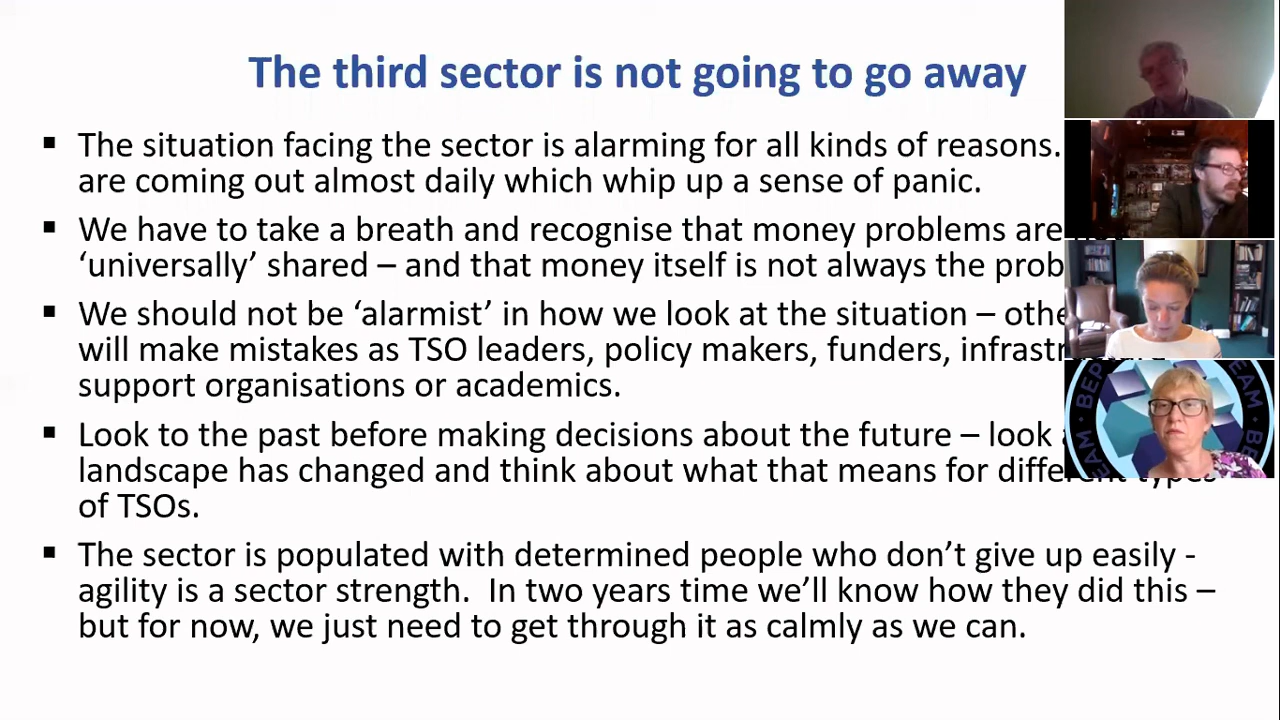 The third sector is not going to go away
▪ The situation facing the sector is alarming for all kinds of reasons.
are coming out almost daily which whip up a sense of panic.
▪ We have to take a breath and recognise that money problems are
‘universally’ shared – and that money itself is not always the
▪ We should not be ‘alarmist’ in how we look at the situation –
will make mistakes as TSO leaders, policy makers, funders,
support organisations or academics.
▪ Look to the past before making decisions about the future – look
landscape has changed and think about what that means for different types
of TSOs.
▪ The sector is populated with determined people who don’t give up easily -
agility is a sector strength. In two years time we’ll know how they did this –
but for now, we just need to get through it as calmly as we can.
BEP
EAM
TEAM
BE